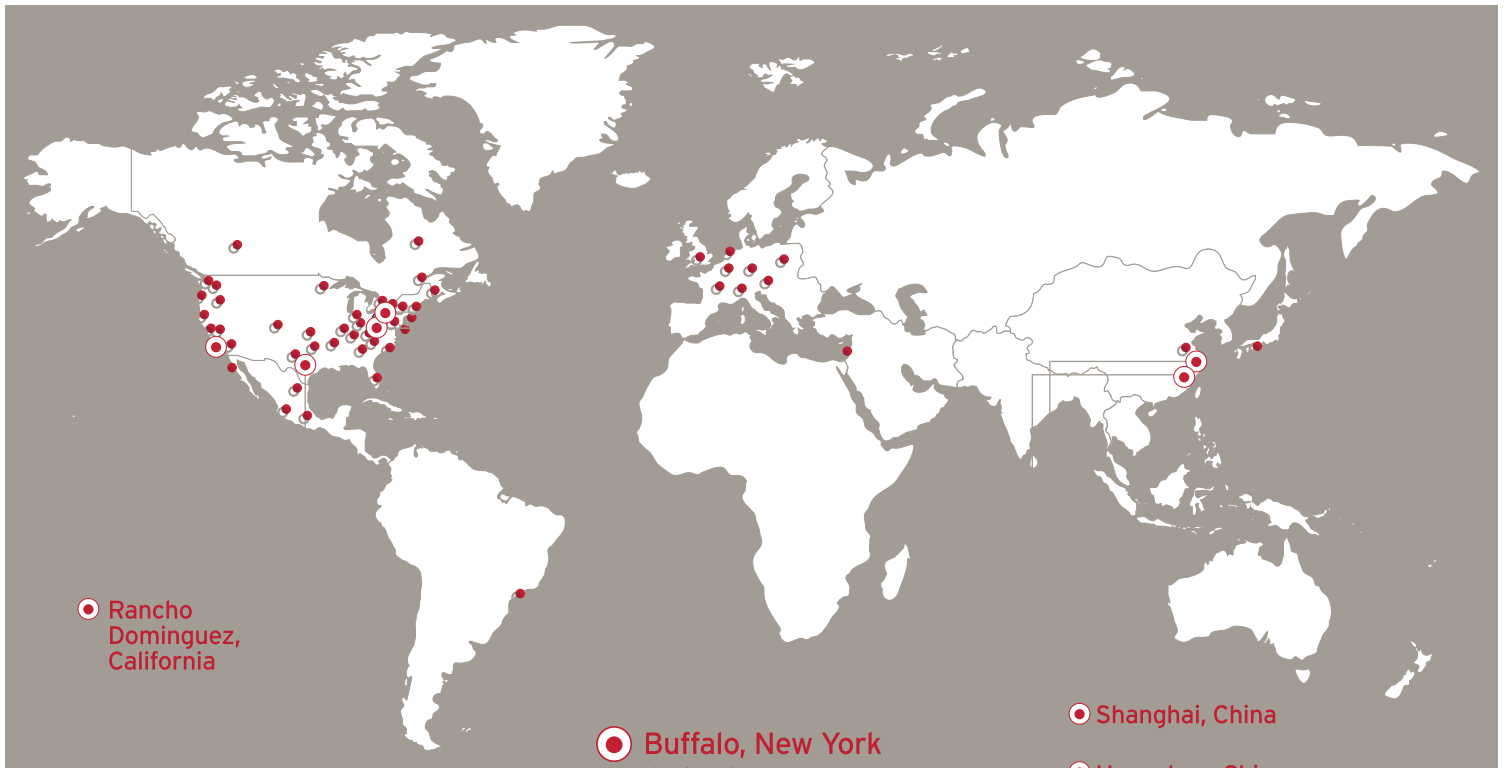 Rancho
Dominguez,
California
Shanghai, China
Buffalo, New York